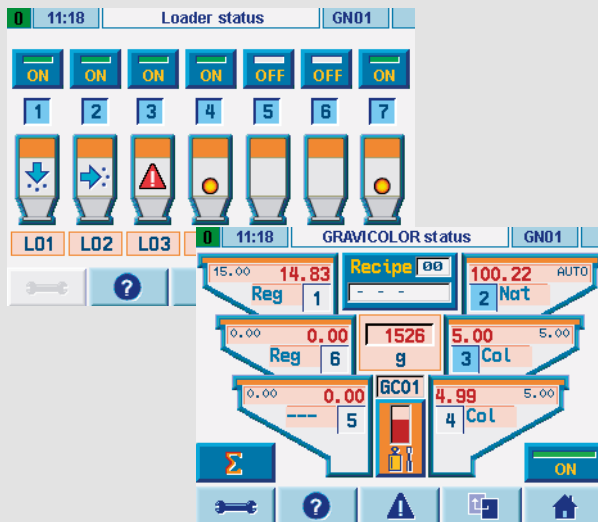 0 11:18 Loader status GN01
ON ON ON ON OFF OFF ON
1 2 3 4 5 6 7
L01 L02 L03
?
0 11:18 GRAVICOLOR status GN01
15.00 14.83 Recipe 00 100.22 AUTO
Reg 1 - - - 2 Nat
0.00 0.00 1526 5.00 5.00
Reg 6 g 3 Col
0.00 0.00 GC01 4.99 5.00
--- 5 4 Col
Σ ON
?